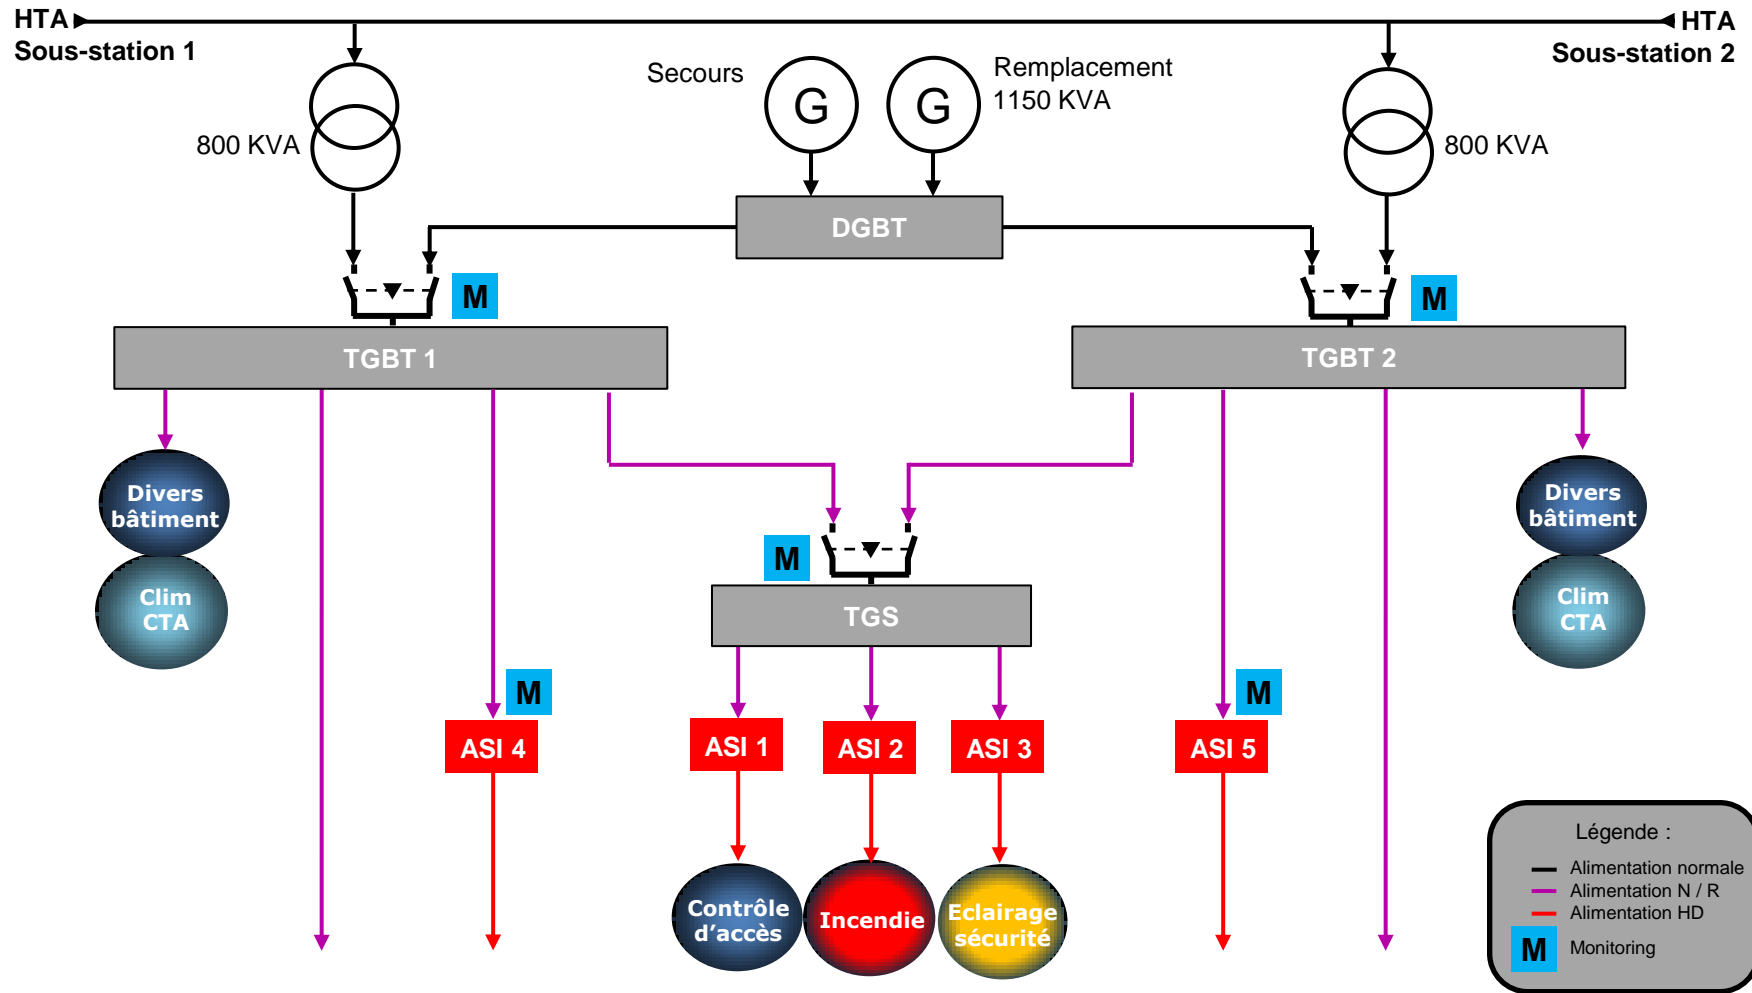 HTA
Sous-station 1
HTA
Sous-station 2
Secours
Remplacement
1150 KVA
G
G
800 KVA
800 KVA
DGBT
M
M
TGBT 1
TGBT 2
Divers
bâtiment
Clim
CTA
Divers
bâtiment
Clim
CTA
M
TGS
M
M
ASI 4
ASI 1
ASI 2
ASI 3
ASI 5
Contrôle
d’accès
Incendie
Eclairage
sécurité
Légende :
Alimentation normale
Alimentation N / R
Alimentation HD
M
Monitoring